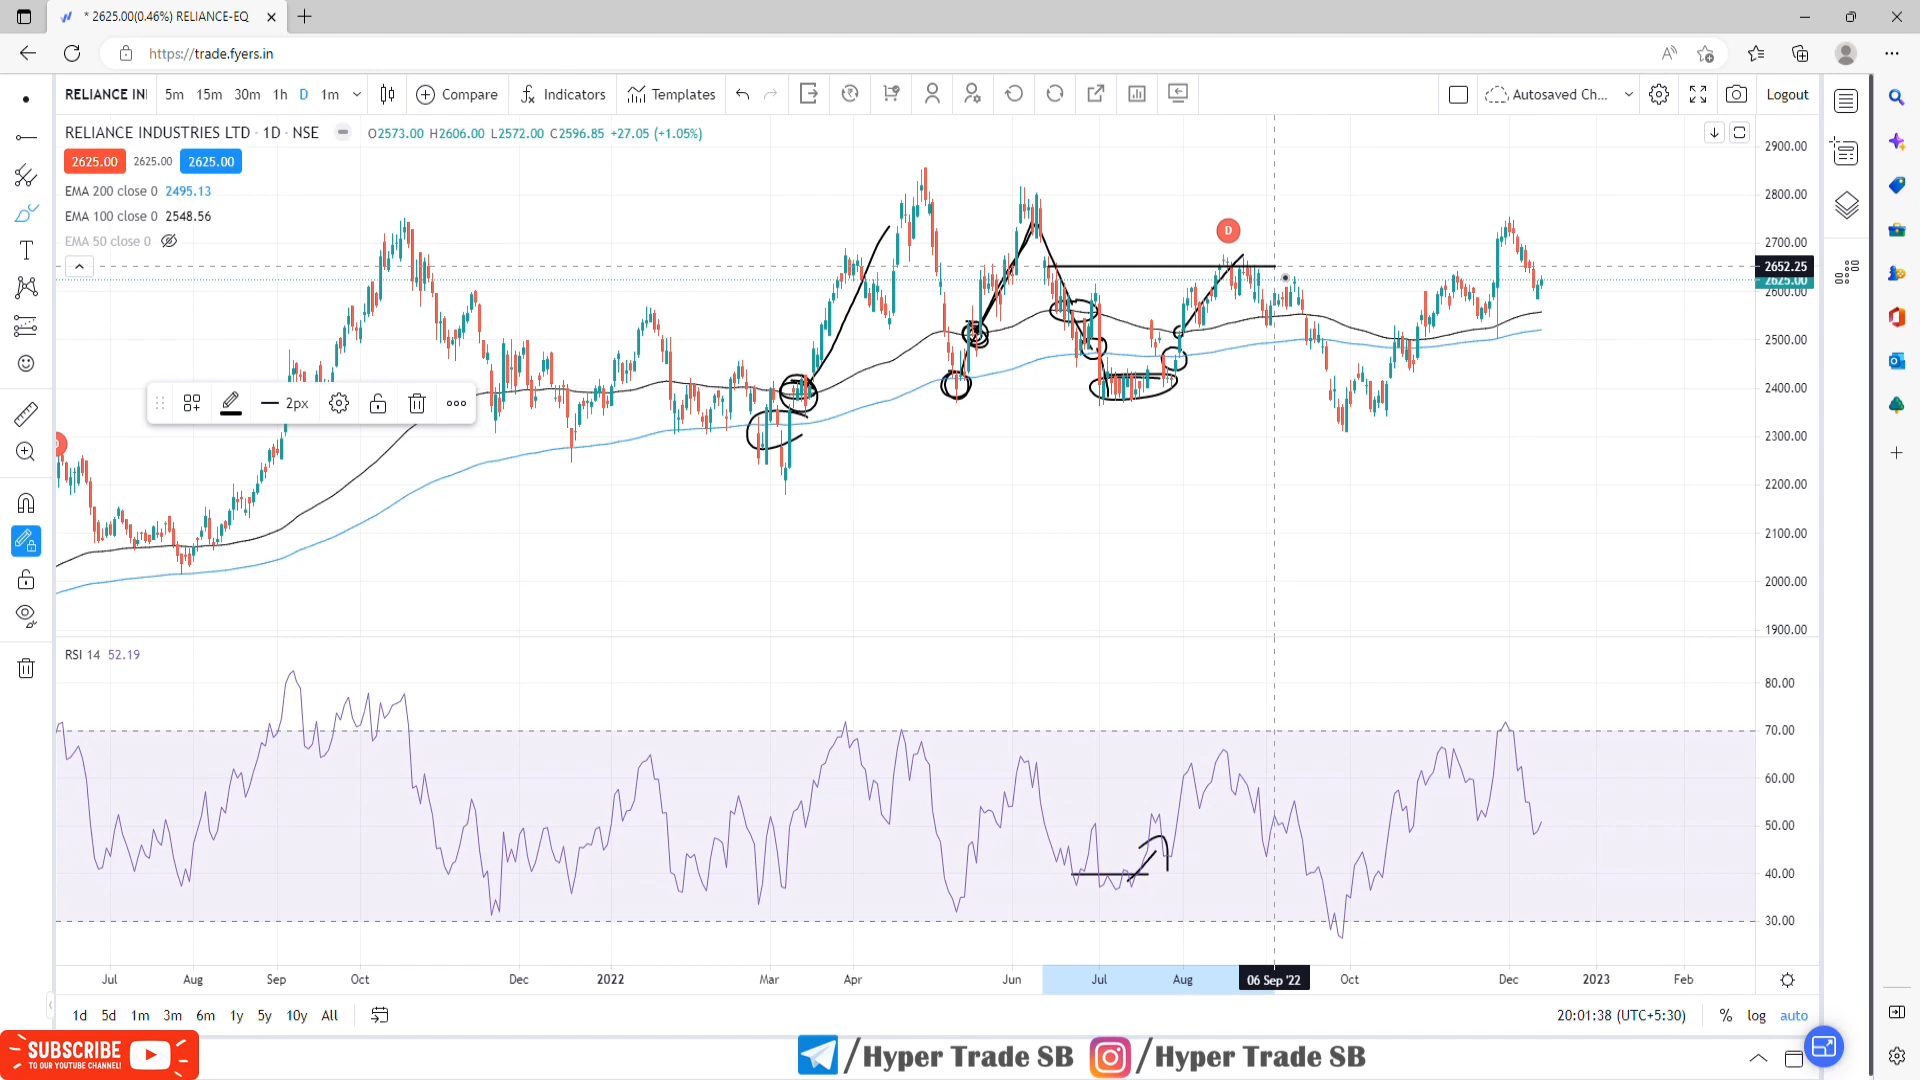 * 2625.00(0.46%) RELIANCE-EQ
https://trade.fyers.in
RELIANCE IN 5m 15m 30m 1h D 1m Compare Indicators Templates Autosaved Ch... Logout
RELIANCE INDUSTRIES LTD · 1D · NSE O2573.00 H2606.00 L2572.00 C2596.85 +27.05 (+1.05%)
2625.00 2625.00 2625.00
EMA 200 close 0 2495.13
EMA 100 close 0 2548.56
EMA 50 close 0
D
2px
2900.00
2800.00
2700.00
2652.25
2625.00
2600.00
2500.00
2400.00
2300.00
2200.00
2100.00
2000.00
1900.00
RSI 14 52.19
80.00
70.00
60.00
50.00
40.00
30.00
Jul Aug Sep Oct Dec 2022 Mar Apr Jun Jul Aug 06 Sep '22 Oct Dec 2023 Feb
1d 5d 1m 3m 6m 1y 5y 10y All 20:01:38 (UTC+5:30) % log auto
SUBSCRIBE
TO OUR YOUTUBE CHANNEL!
/Hyper Trade SB /Hyper Trade SB